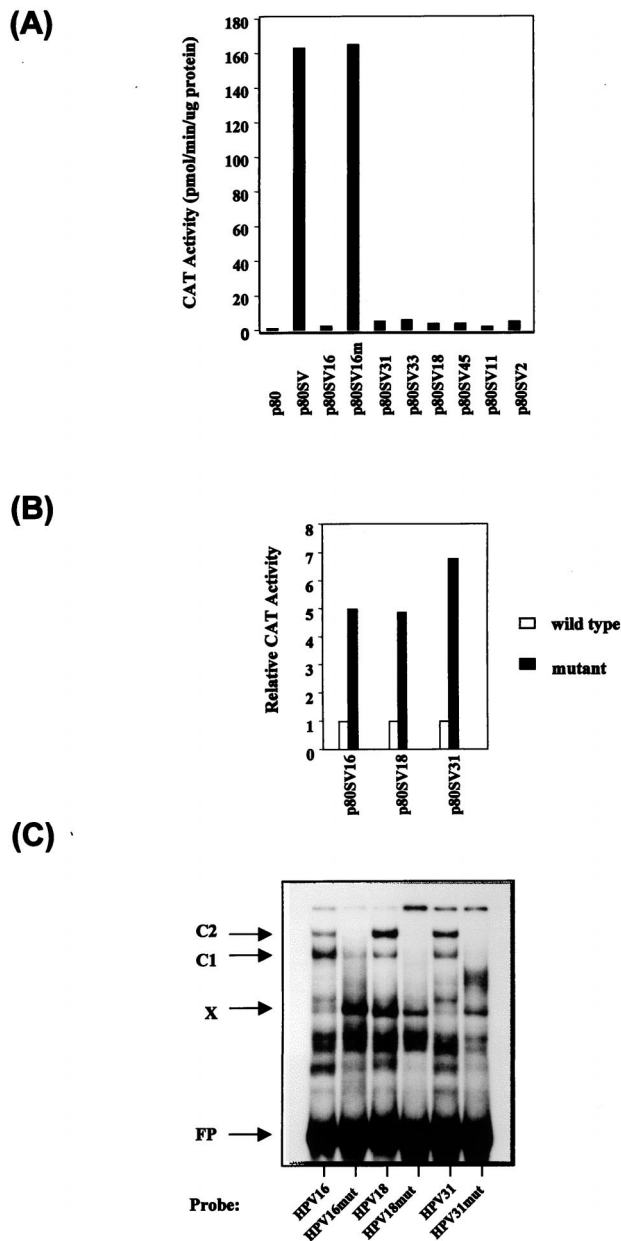 (A)
CAT Activity (pmol/min/ug protein)
180
160
140
120
100
80
60
40
20
0
p80
p80SV
p80SV16
p80SV16m
p80SV31
p80SV33
p80SV18
p80SV45
p80SV11
p80SV2
(B)
Relative CAT Activity
8
7
6
5
4
3
2
1
0
p80SV16
p80SV18
p80SV31
wild type
mutant
(C)
C2
C1
X
FP
Probe:
HPV16
HPV16mut
HPV18
HPV18mut
HPV31
HPV31mut